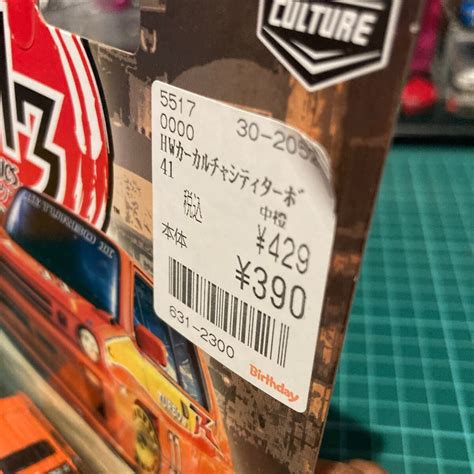 CULTURE
5517
0000 30-2052
HWカーカルチャシティターボ
41 中橙
税込 ¥429
本体 ¥390
631-2300
Birthday